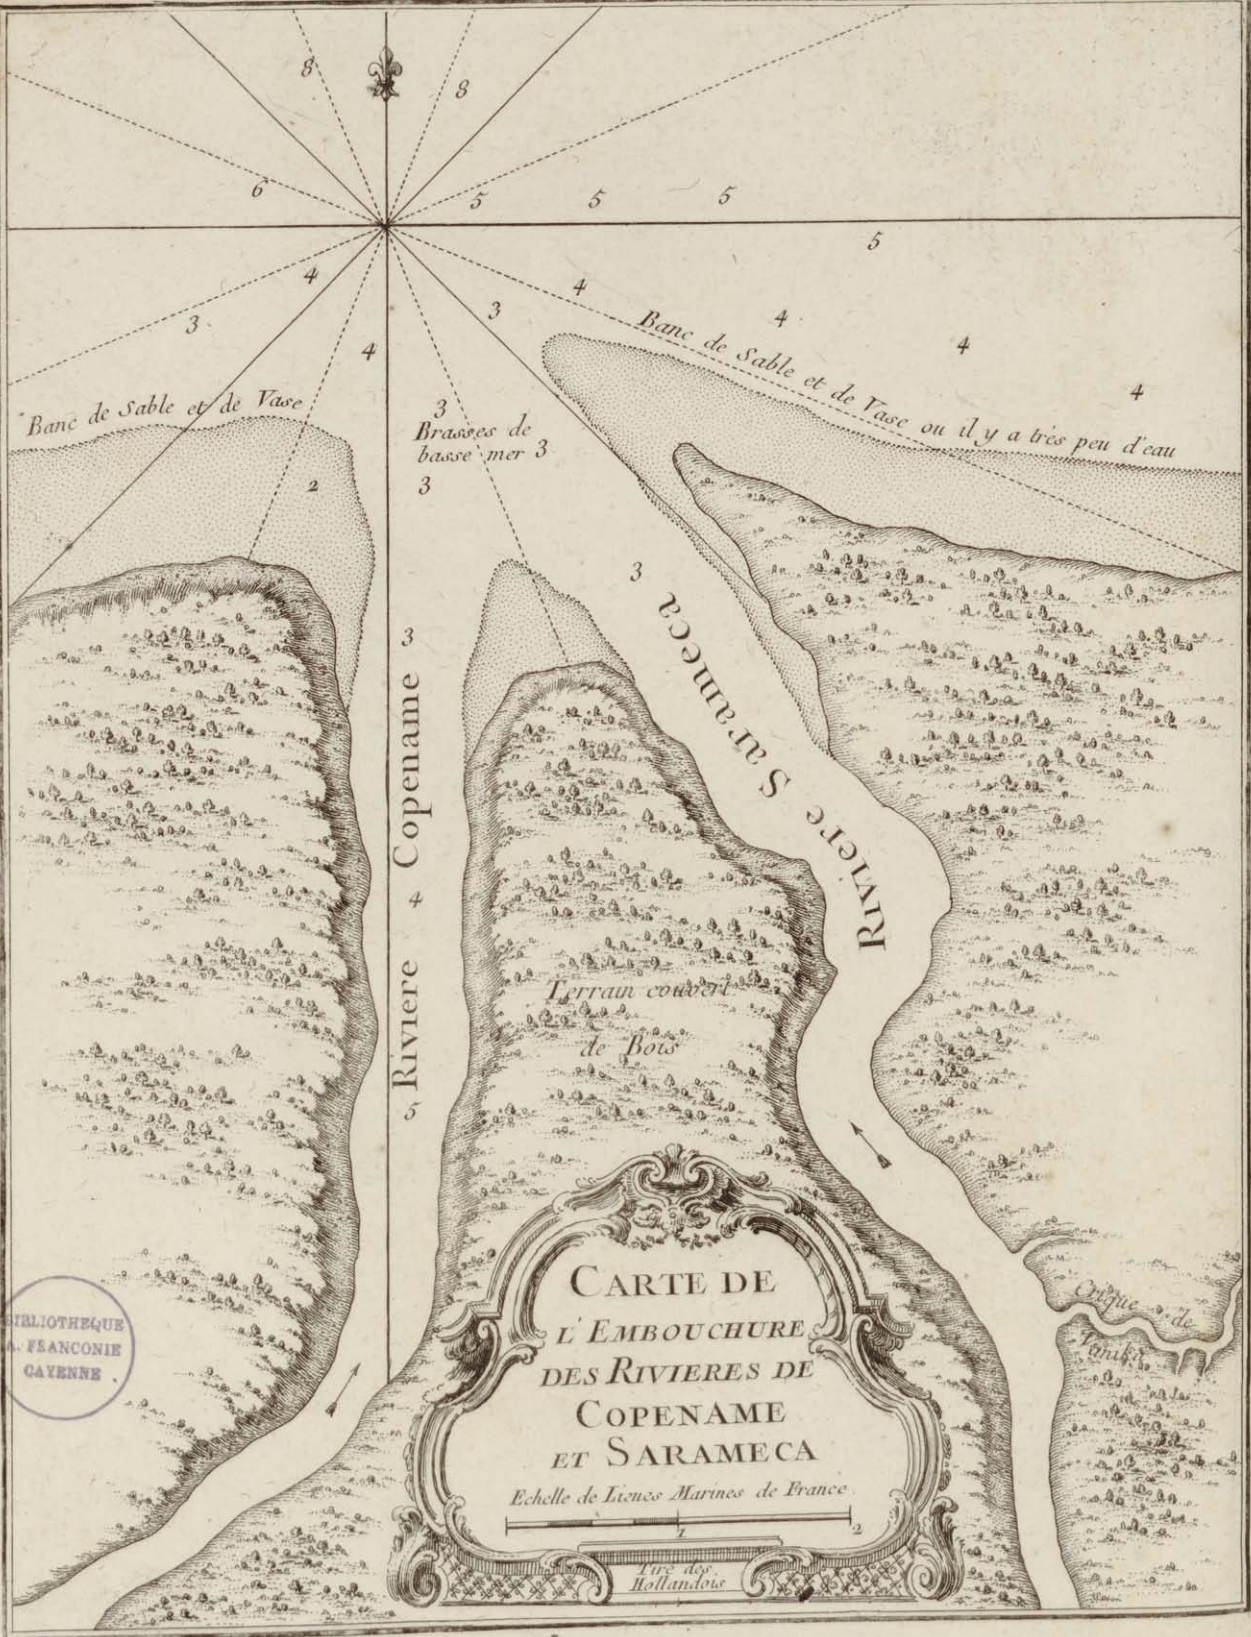 8
8
6
5
5
5
5
4
3
4
4
4
4
4
3
Banc de Sable et de Vase ou il y a très peu d'eau
Banc de Sable et de Vase
2
3
Brasses de
basse mer 3
3
3
3
Riviere Copename
4
5
Riviere Sarameca
Terrain couvert
de Bois
Crique de
CARTE DE
L'EMBOUCHURE
DES RIVIERES DE
COPENAME
ET SARAMECA
Echelle de Lieues Marines de France
1
2
Tiré des
Hollandois
BIBLIOTHEQUE
A. FRANCONIE
CAYENNE